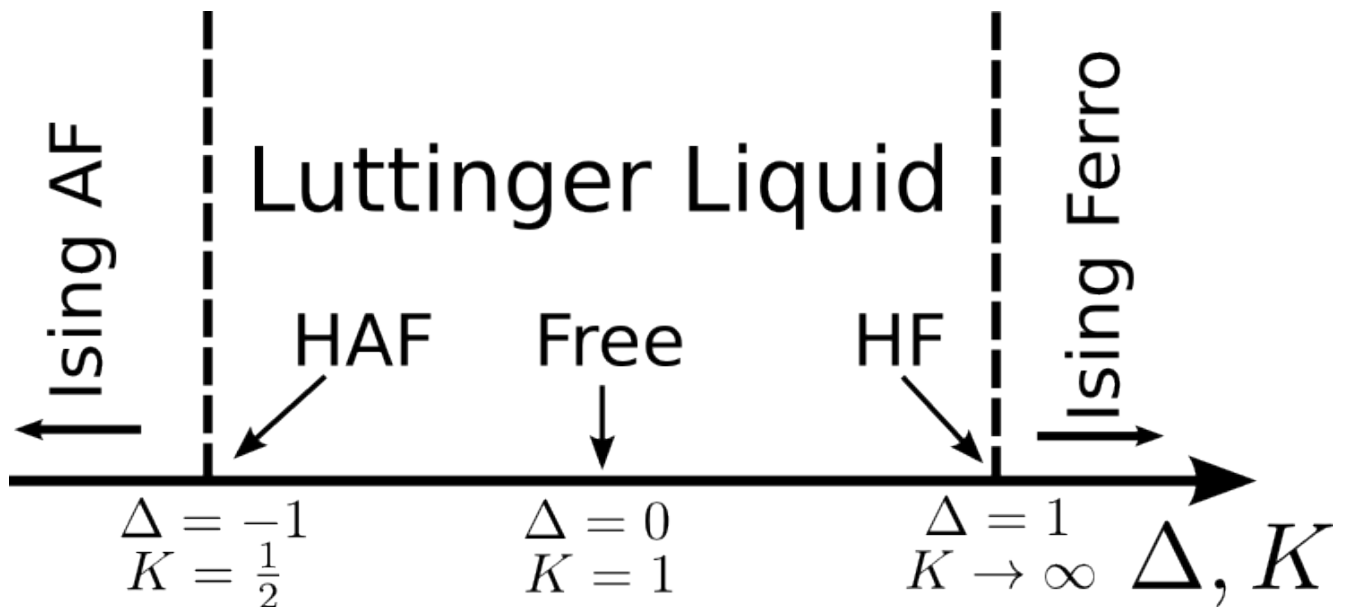 Ising AF
Luttinger Liquid
Ising Ferro
HAF
Free
HF
Δ = −1
K = 1/2
Δ = 0
K = 1
Δ = 1
K → ∞
Δ, K